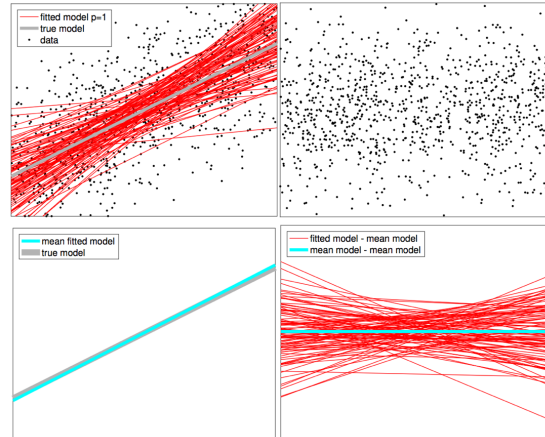 fitted model p=1
true model
data
mean fitted model
true model
fitted model - mean model
mean model - mean model